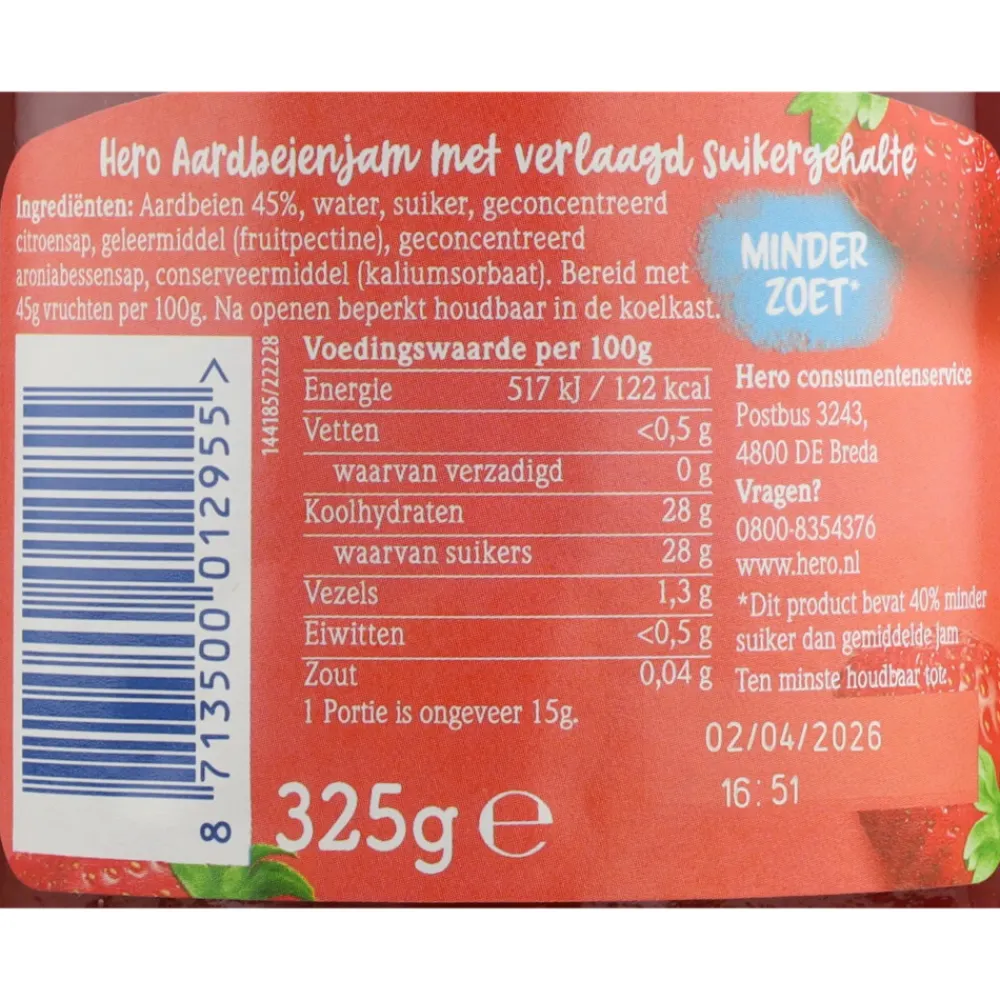 Hero Aardbeienjam met verlaagd suikergehalte
Ingrediënten: Aardbeien 45%, water, suiker, geconcentreerd
citroensap, geleermiddel (fruitpectine), geconcentreerd
aroniabessensap, conserveermiddel (kaliumsorbaat). Bereid met
45g vruchten per 100g. Na openen beperkt houdbaar in de koelkast.
MINDER
ZOET*
8 713500 012955 >
144185/22228
Voedingswaarde per 100g
Energie 517 kJ / 122 kcal
Vetten <0,5 g
waarvan verzadigd 0 g
Koolhydraten 28 g
waarvan suikers 28 g
Vezels 1,3 g
Eiwitten <0,5 g
Zout 0,04 g
1 Portie is ongeveer 15g.
325g e
Hero consumentenservice
Postbus 3243,
4800 DE Breda
Vragen?
0800-8354376
www.hero.nl
*Dit product bevat 40% minder
suiker dan gemiddelde jam
Ten minste houdbaar tot:
02/04/2026
16:51